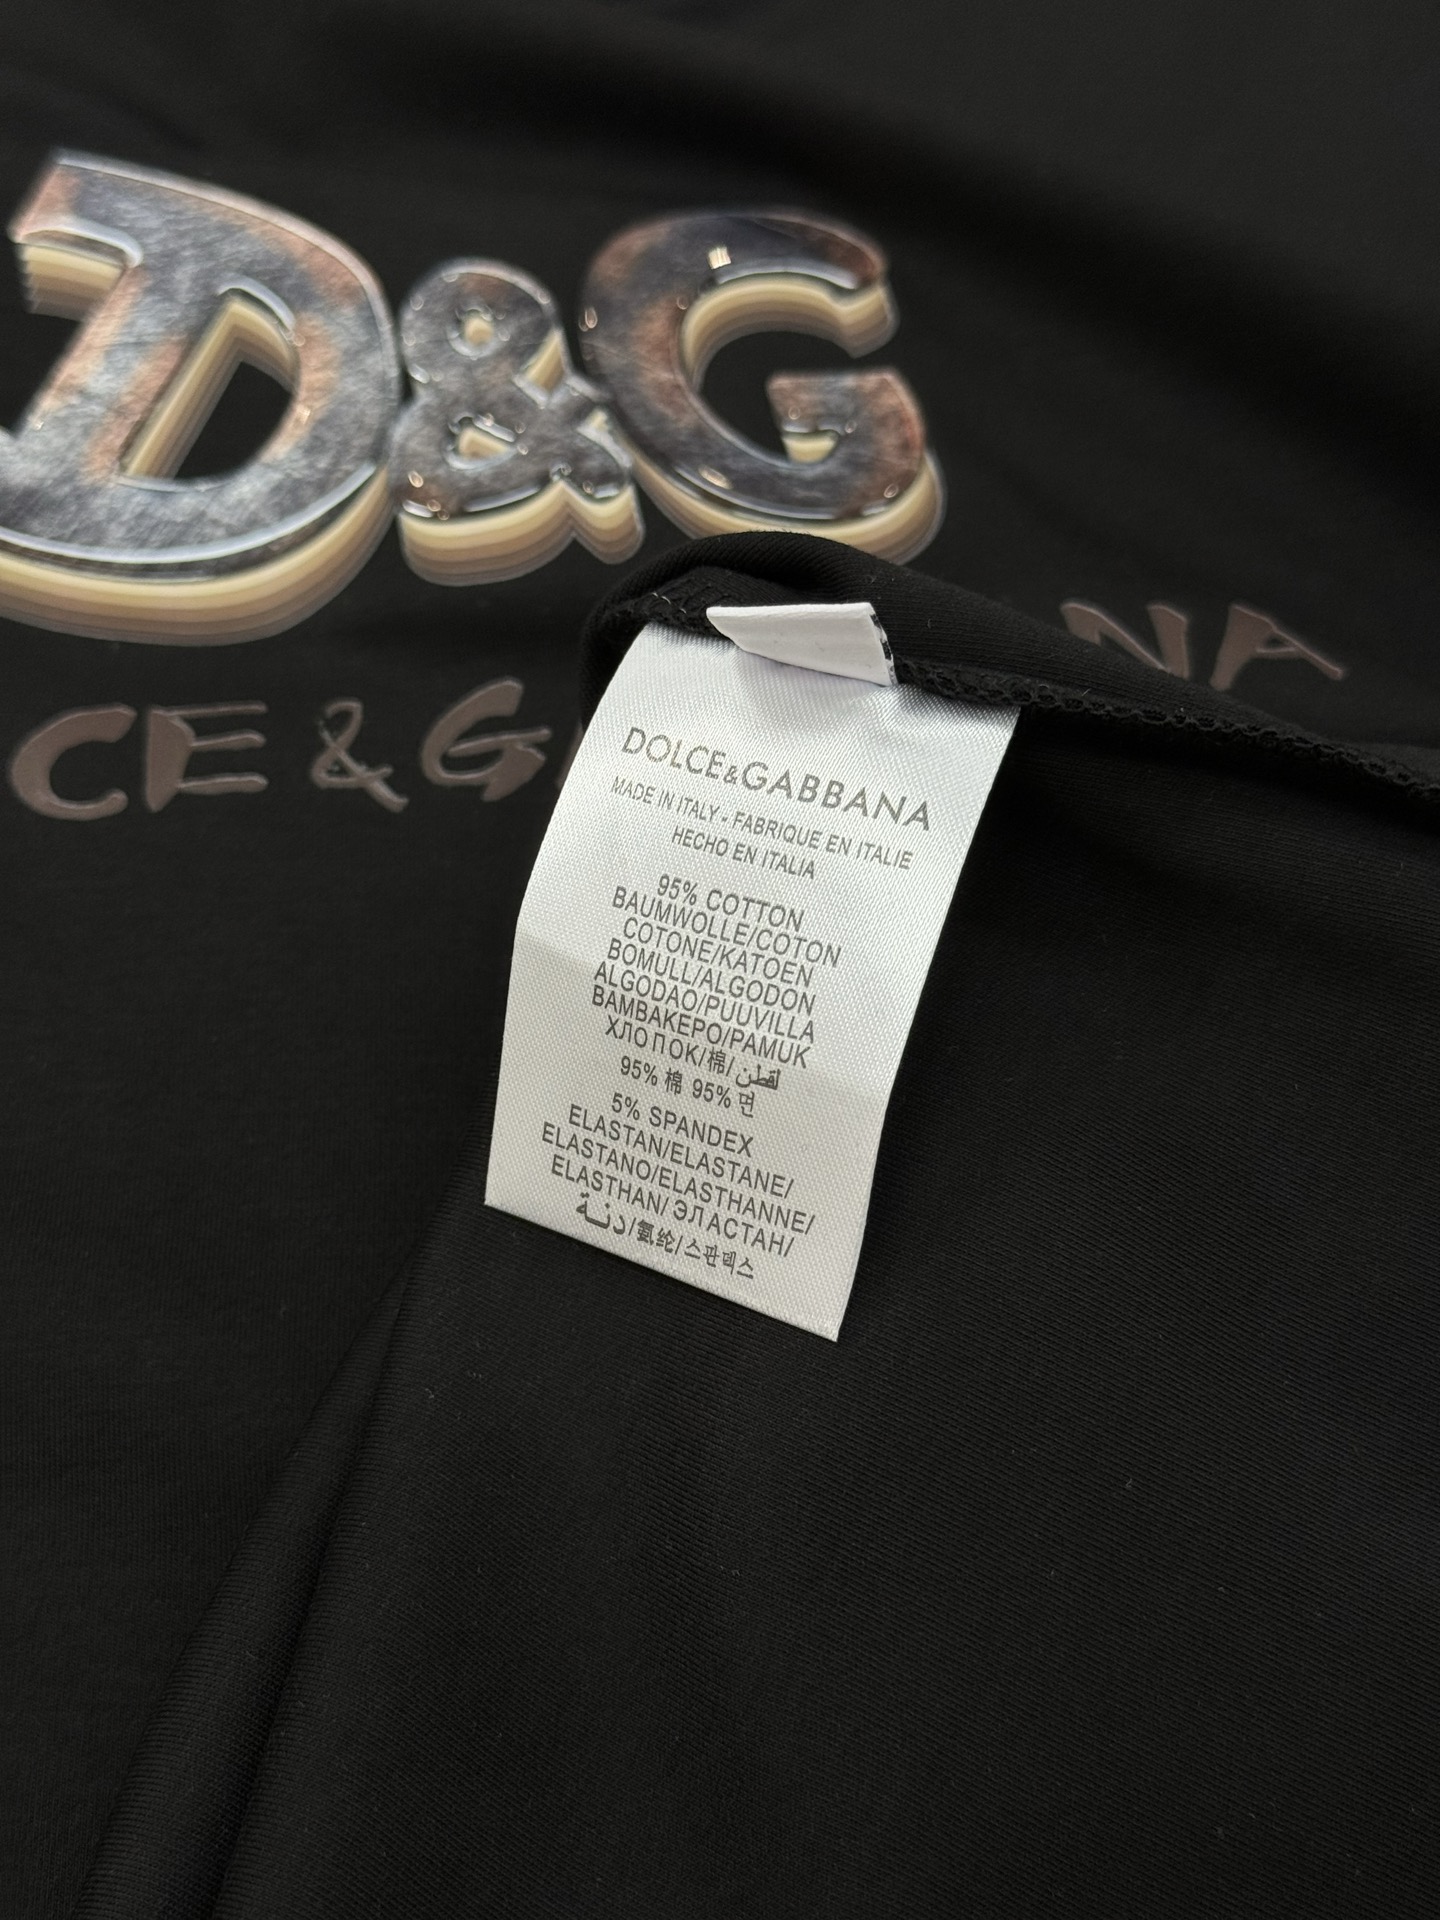 D&G
CE & G
NA
DOLCE&GABBANA
MADE IN ITALY - FABRIQUE EN ITALIE
HECHO EN ITALIA
95% COTTON
BAUMWOLLE/COTON
COTONE/KATOEN
BOMULL/ALGODON
ALGODAO/PUUVILLA
BAMBAKEPO/PAMUK
ХЛОПОК/棉/لقطن
95% 棉 95% 면
5% SPANDEX
ELASTAN/ELASTANE/
ELASTANO/ELASTHANNE/
ELASTHAN/ ЭЛАСТАН/
دنـة/氨纶/스판덱스